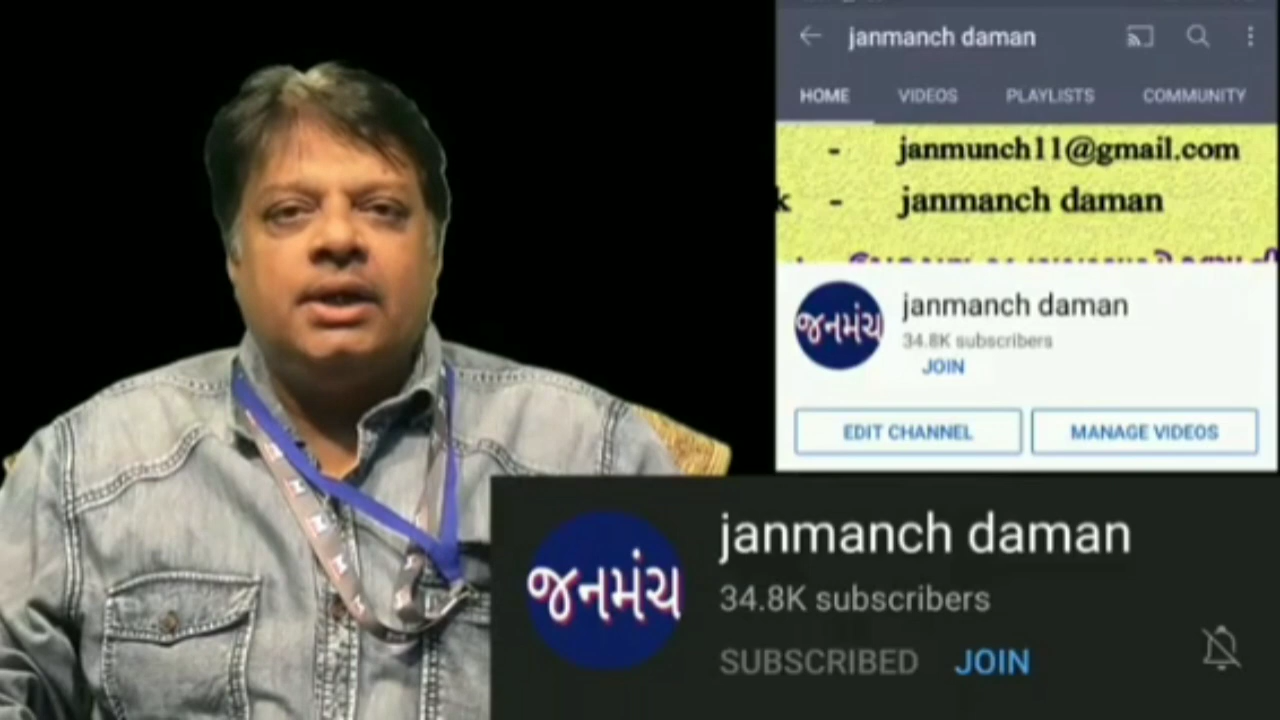 janmanch daman
HOME VIDEOS PLAYLISTS COMMUNITY
- janmunch11@gmail.com
k - janmanch daman
જનમંચ
janmanch daman
34.8K subscribers
JOIN
EDIT CHANNEL MANAGE VIDEOS
જનમંચ
janmanch daman
34.8K subscribers
SUBSCRIBED JOIN